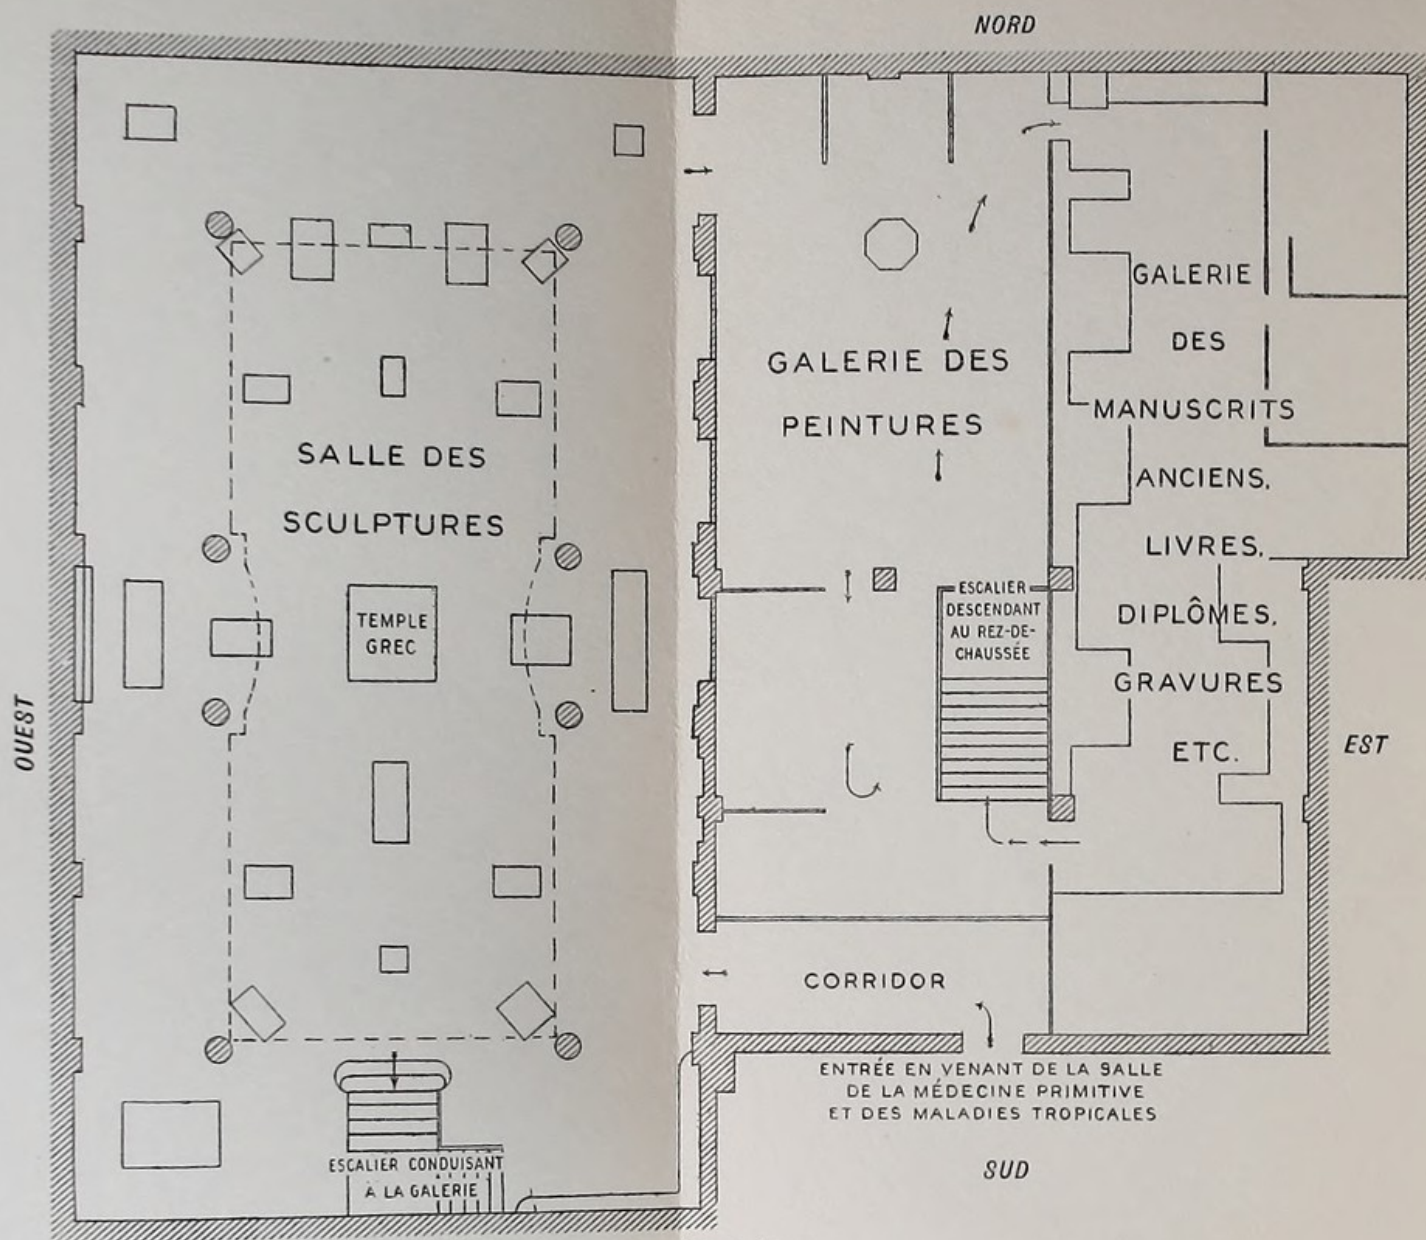 NORD
GALERIE DES
PEINTURES
GALERIE
DES
MANUSCRITS
ANCIENS,
LIVRES,
DIPLÔMES,
GRAVURES
ETC.
SALLE DES
SCULPTURES
TEMPLE
GREC
ESCALIER
DESCENDANT
AU REZ-DE-
CHAUSSÉE
OUEST
EST
CORRIDOR
ENTRÉE EN VENANT DE LA SALLE
DE LA MÉDECINE PRIMITIVE
ET DES MALADIES TROPICALES
ESCALIER CONDUISANT
À LA GALERIE
SUD